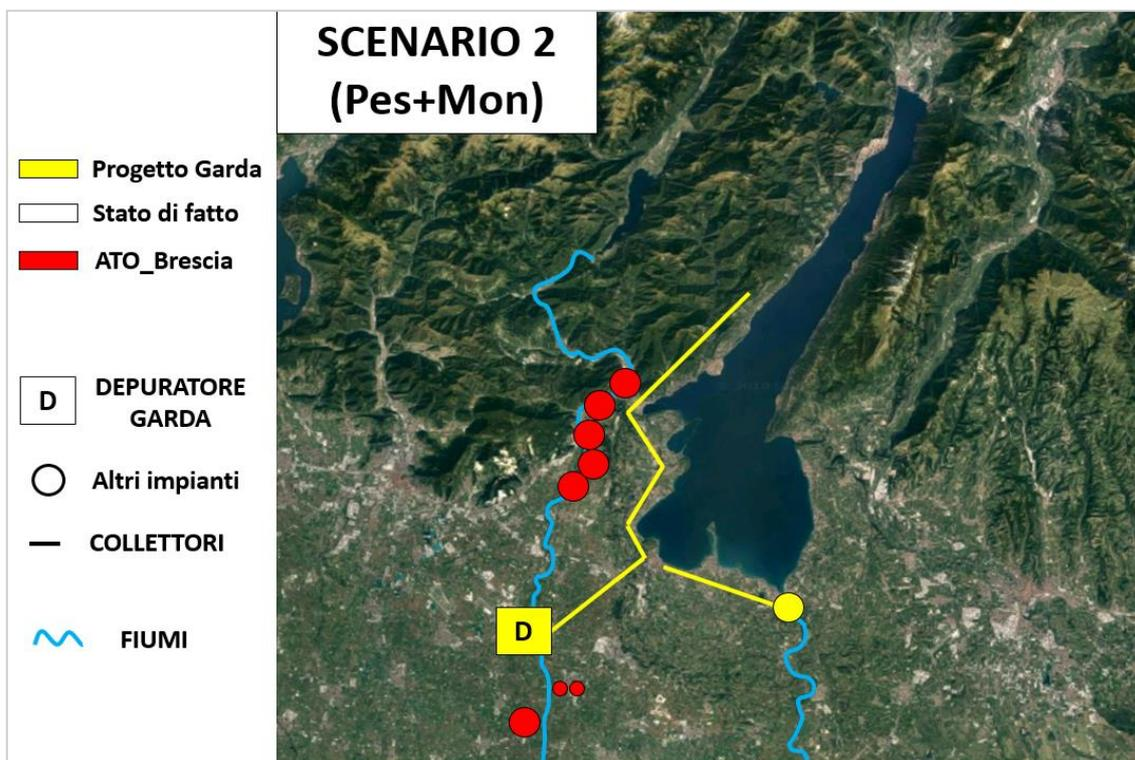 SCENARIO 2
(Pes+Mon)
Progetto Garda
Stato di fatto
ATO_Brescia
D
DEPURATORE
GARDA
Altri impianti
COLLETTORI
FIUMI
D